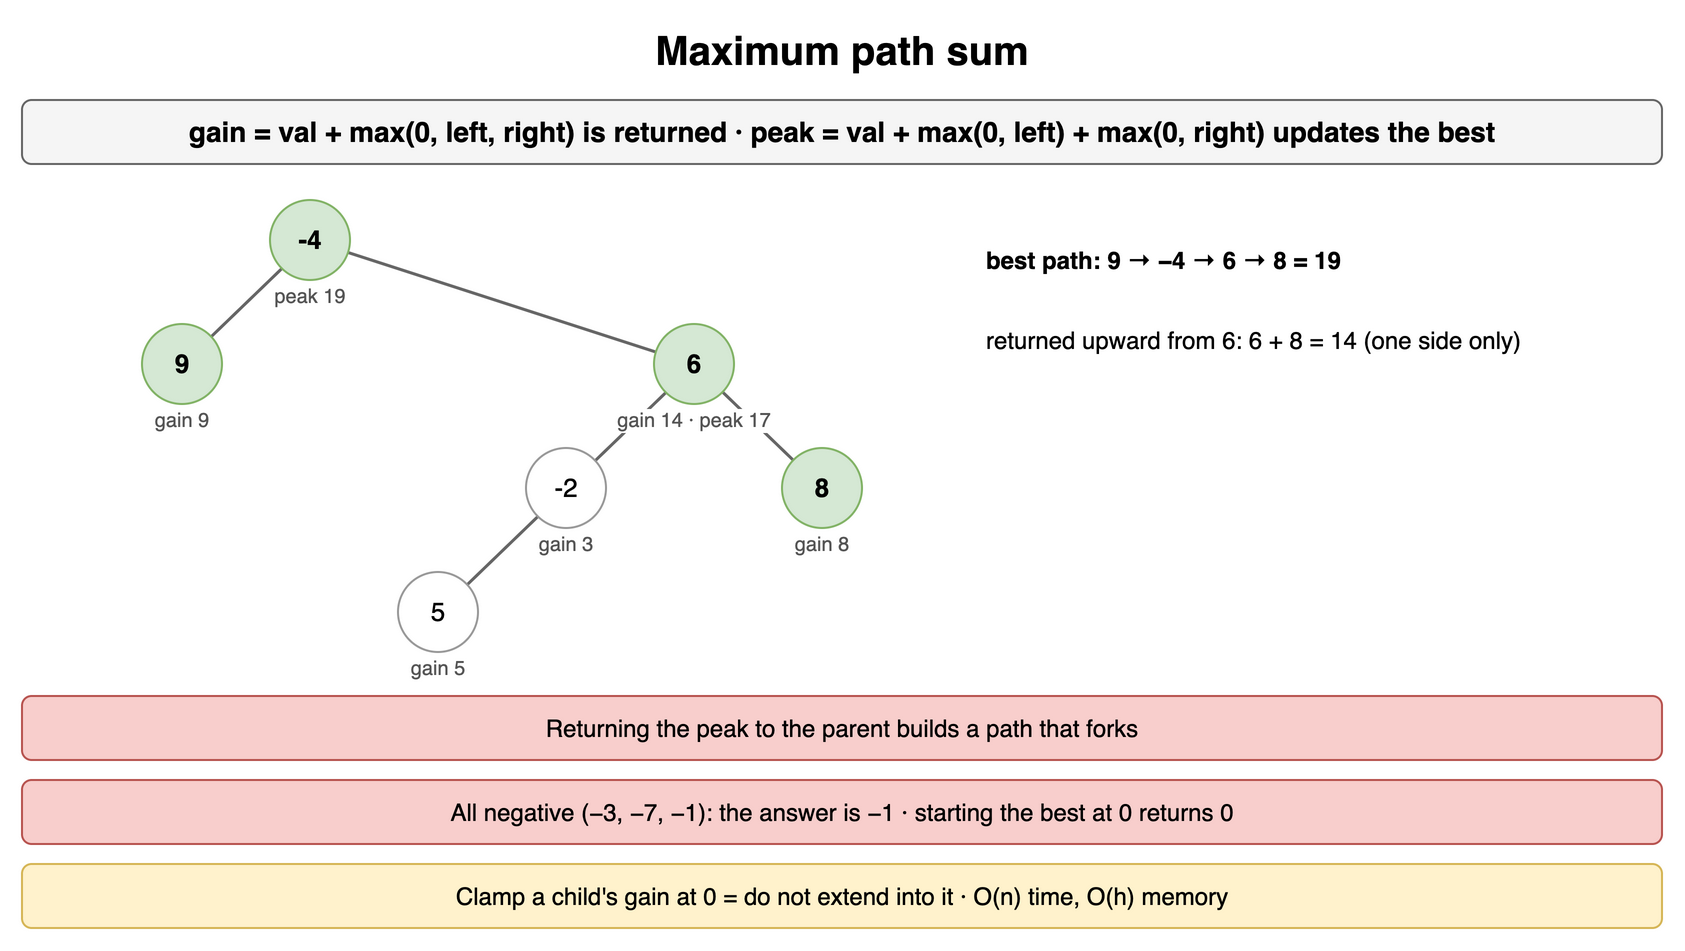 Maximum path sum
gain = val + max(0, left, right) is returned · peak = val + max(0, left) + max(0, right) updates the best
-4
peak 19
best path: 9 → −4 → 6 → 8 = 19
returned upward from 6: 6 + 8 = 14 (one side only)
9
gain 9
6
gain 14 · peak 17
-2
gain 3
8
gain 8
5
gain 5
Returning the peak to the parent builds a path that forks
All negative (−3, −7, −1): the answer is −1 · starting the best at 0 returns 0
Clamp a child's gain at 0 = do not extend into it · O(n) time, O(h) memory